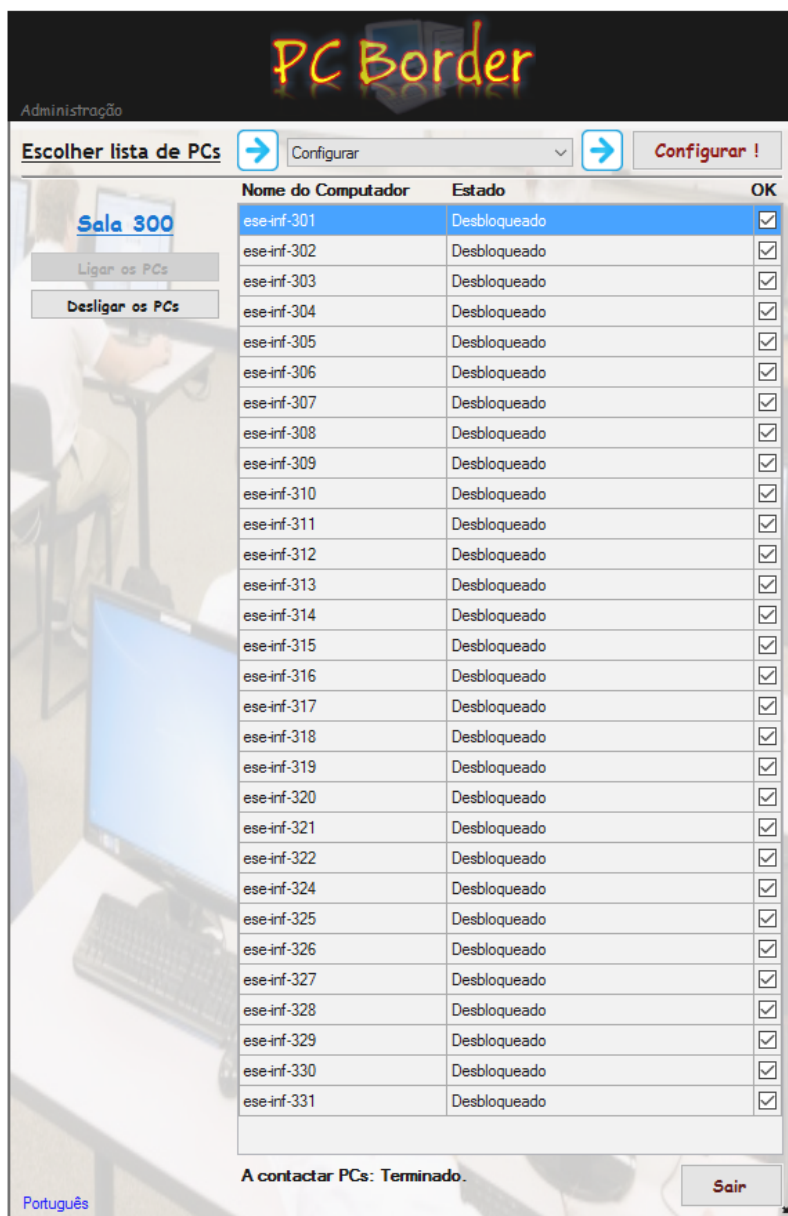 PC Border
Administração
Escolher lista de PCs Configurar Configurar !
Nome do Computador Estado OK
Sala 300
Ligar os PCs
Desligar os PCs
ese-inf-301 Desbloqueado
ese-inf-302 Desbloqueado
ese-inf-303 Desbloqueado
ese-inf-304 Desbloqueado
ese-inf-305 Desbloqueado
ese-inf-306 Desbloqueado
ese-inf-307 Desbloqueado
ese-inf-308 Desbloqueado
ese-inf-309 Desbloqueado
ese-inf-310 Desbloqueado
ese-inf-311 Desbloqueado
ese-inf-312 Desbloqueado
ese-inf-313 Desbloqueado
ese-inf-314 Desbloqueado
ese-inf-315 Desbloqueado
ese-inf-316 Desbloqueado
ese-inf-317 Desbloqueado
ese-inf-318 Desbloqueado
ese-inf-319 Desbloqueado
ese-inf-320 Desbloqueado
ese-inf-321 Desbloqueado
ese-inf-322 Desbloqueado
ese-inf-324 Desbloqueado
ese-inf-325 Desbloqueado
ese-inf-326 Desbloqueado
ese-inf-327 Desbloqueado
ese-inf-328 Desbloqueado
ese-inf-329 Desbloqueado
ese-inf-330 Desbloqueado
ese-inf-331 Desbloqueado
A contactar PCs: Terminado.
Sair
Português